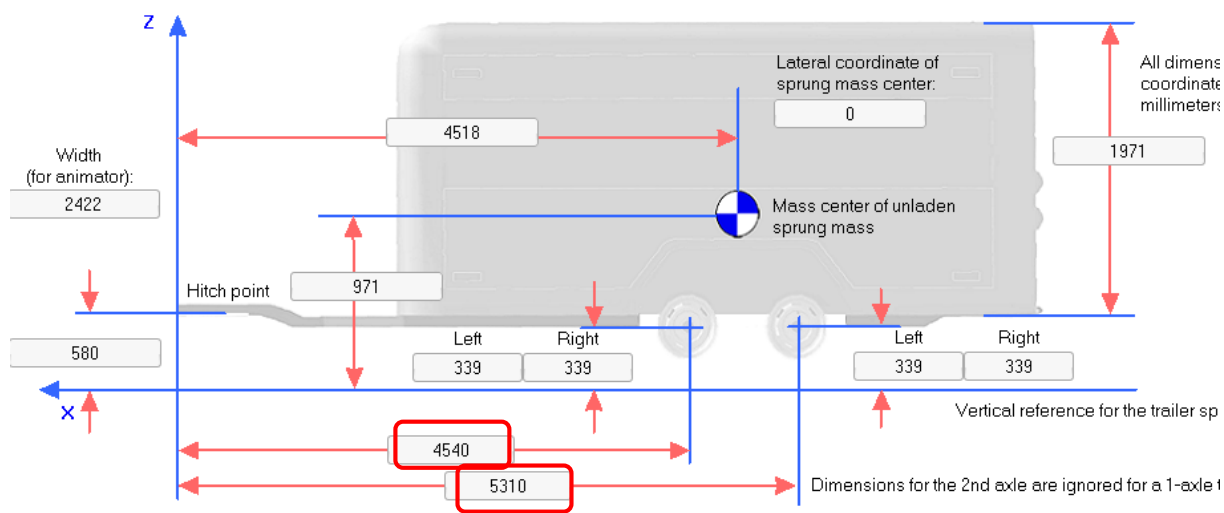 Z
Lateral coordinate of
sprung mass center:
0
All dimens
coordinate
millimeters
4518
1971
Width
(for animator):
2422
Mass center of unladen
sprung mass
Hitch point
971
580
Left
Right
339
339
Left
Right
339
339
X
Vertical reference for the trailer sp
4540
5310
Dimensions for the 2nd axle are ignored for a 1-axle t